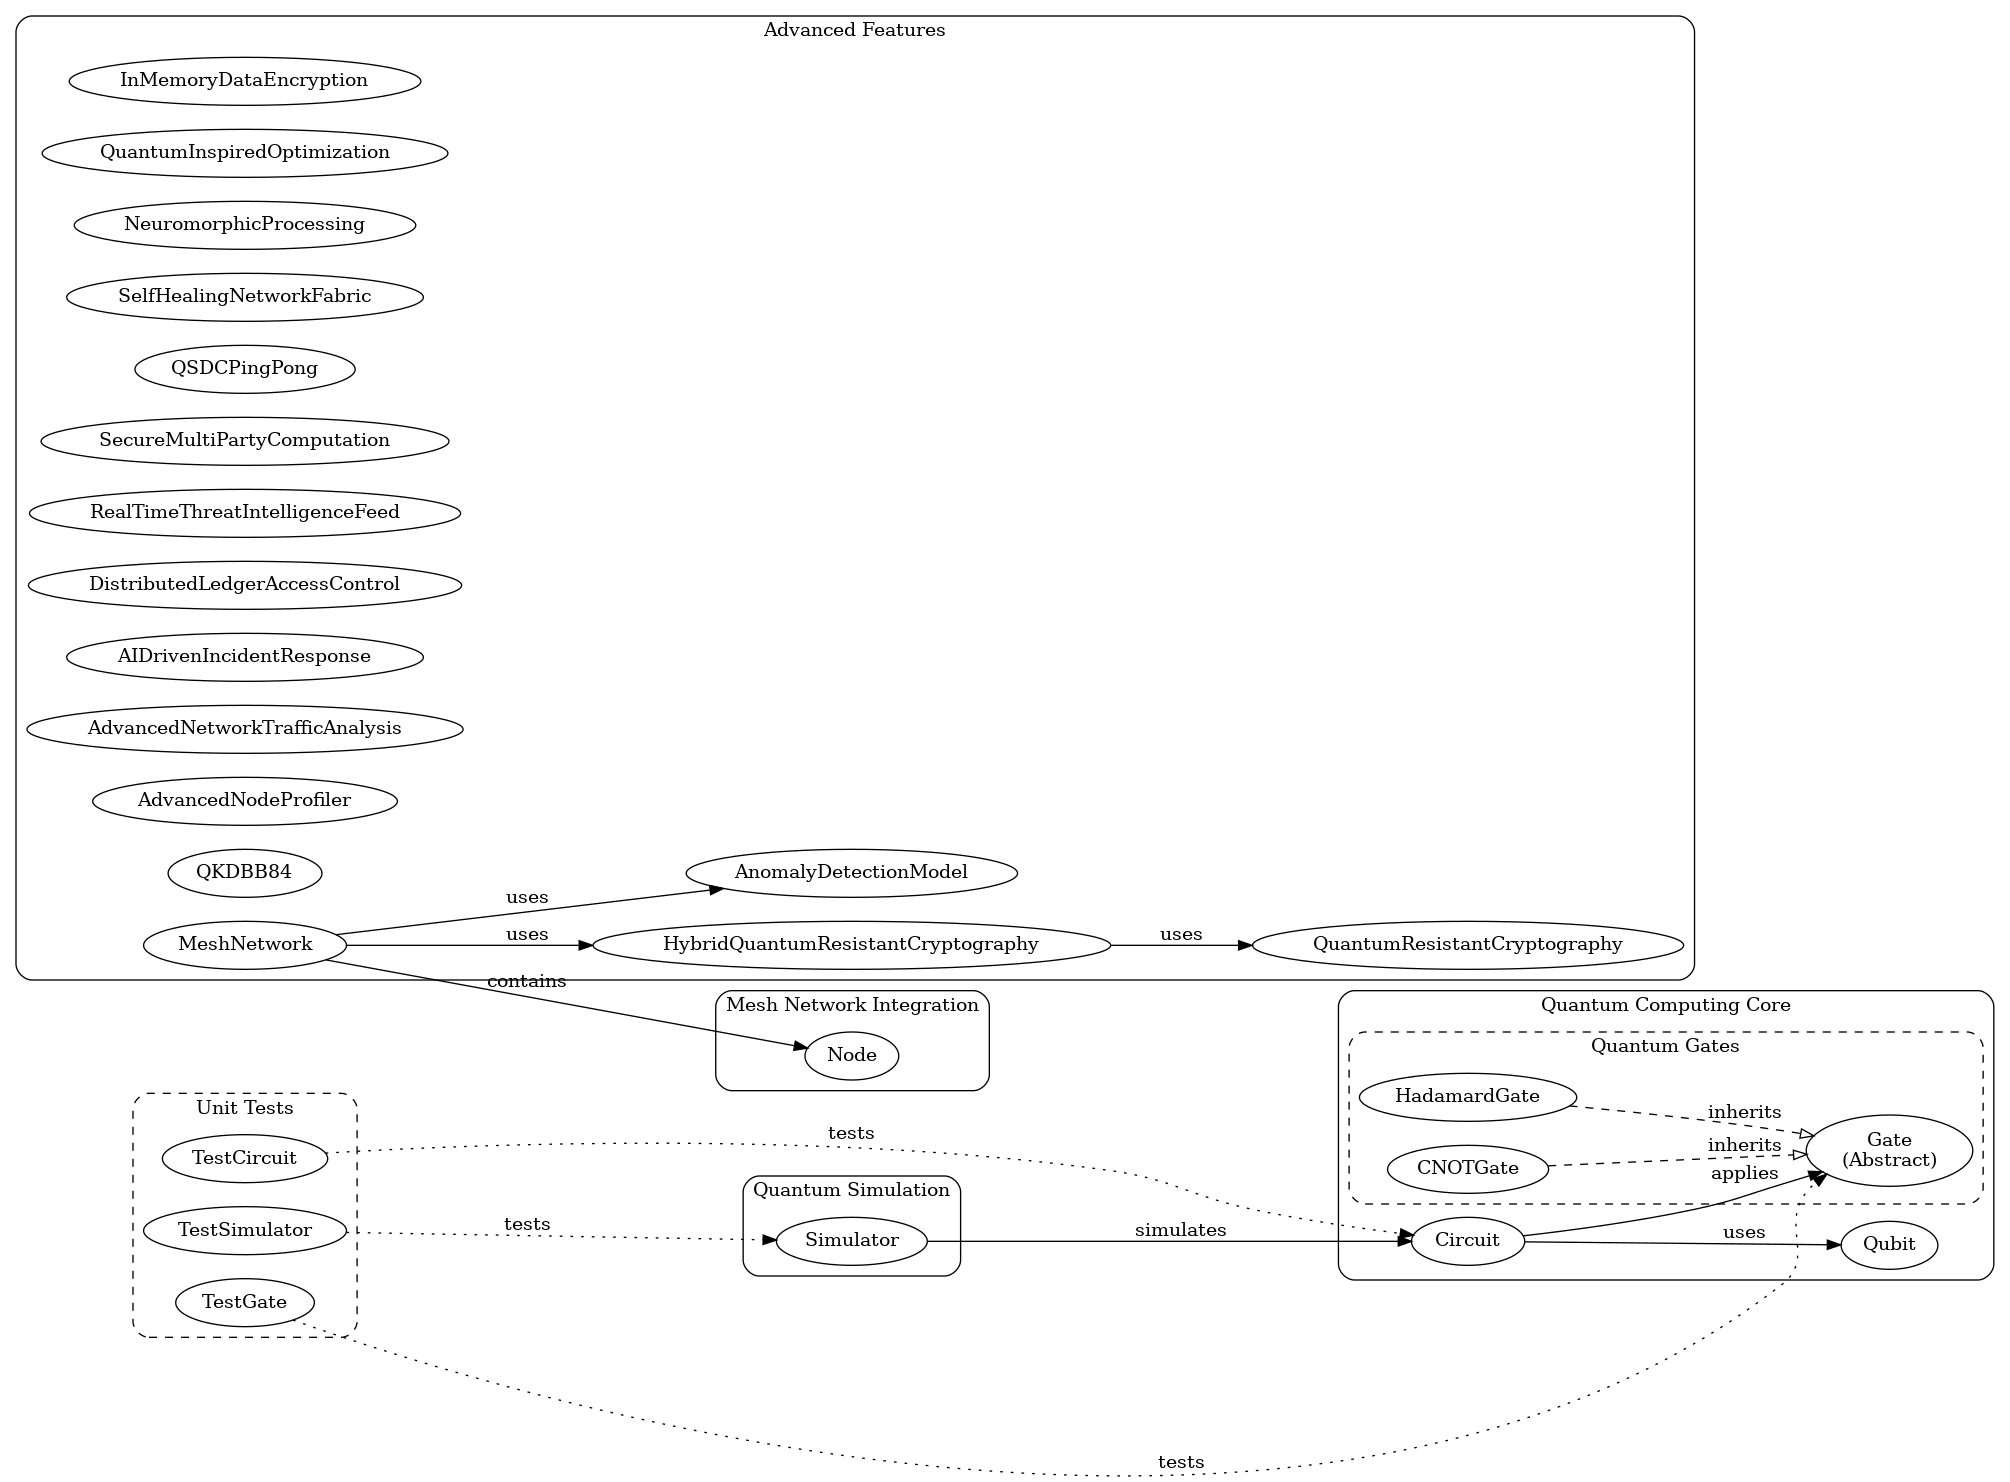 Advanced Features
InMemoryDataEncryption
QuantumInspiredOptimization
NeuromorphicProcessing
SelfHealingNetworkFabric
QSDCPingPong
SecureMultiPartyComputation
RealTimeThreatIntelligenceFeed
DistributedLedgerAccessControl
AIDrivenIncidentResponse
AdvancedNetworkTrafficAnalysis
AdvancedNodeProfiler
QKDBB84
AnomalyDetectionModel
uses
MeshNetwork
uses
HybridQuantumResistantCryptography
uses
QuantumResistantCryptography
contains
Mesh Network Integration
Node
Quantum Computing Core
Quantum Gates
HadamardGate
inherits
Gate
(Abstract)
CNOTGate
inherits
applies
Circuit
uses
Qubit
Unit Tests
TestCircuit
tests
TestSimulator
tests
Quantum Simulation
Simulator
simulates
TestGate
tests